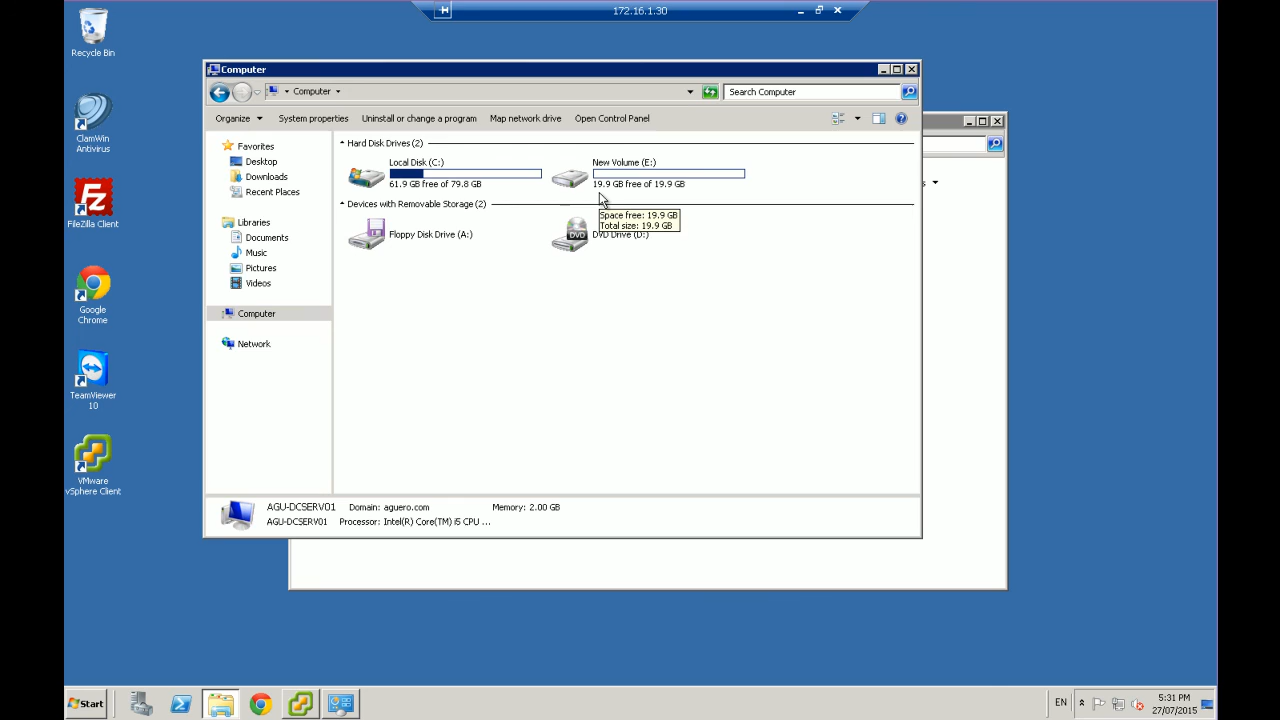 172.16.1.30
Recycle Bin
ClamWin
Antivirus
FileZilla Client
Google
Chrome
TeamViewer
10
VMware
vSphere Client
Computer
Computer
Search Computer
Organize
System properties
Uninstall or change a program
Map network drive
Open Control Panel
Favorites
Desktop
Downloads
Recent Places
Libraries
Documents
Music
Pictures
Videos
Computer
Network
Hard Disk Drives (2)
Local Disk (C:)
61.9 GB free of 79.8 GB
New Volume (E:)
19.9 GB free of 19.9 GB
Devices with Removable Storage (2)
Floppy Disk Drive (A:)
DVD
DVD Drive (D:)
Space free: 19.9 GB
Total size: 19.9 GB
AGU-DCSERV01 Domain: aguero.com Memory: 2.00 GB
AGU-DCSERV01 Processor: Intel(R) Core(TM) i5 CPU ...
Start
EN
5:31 PM
27/07/2015